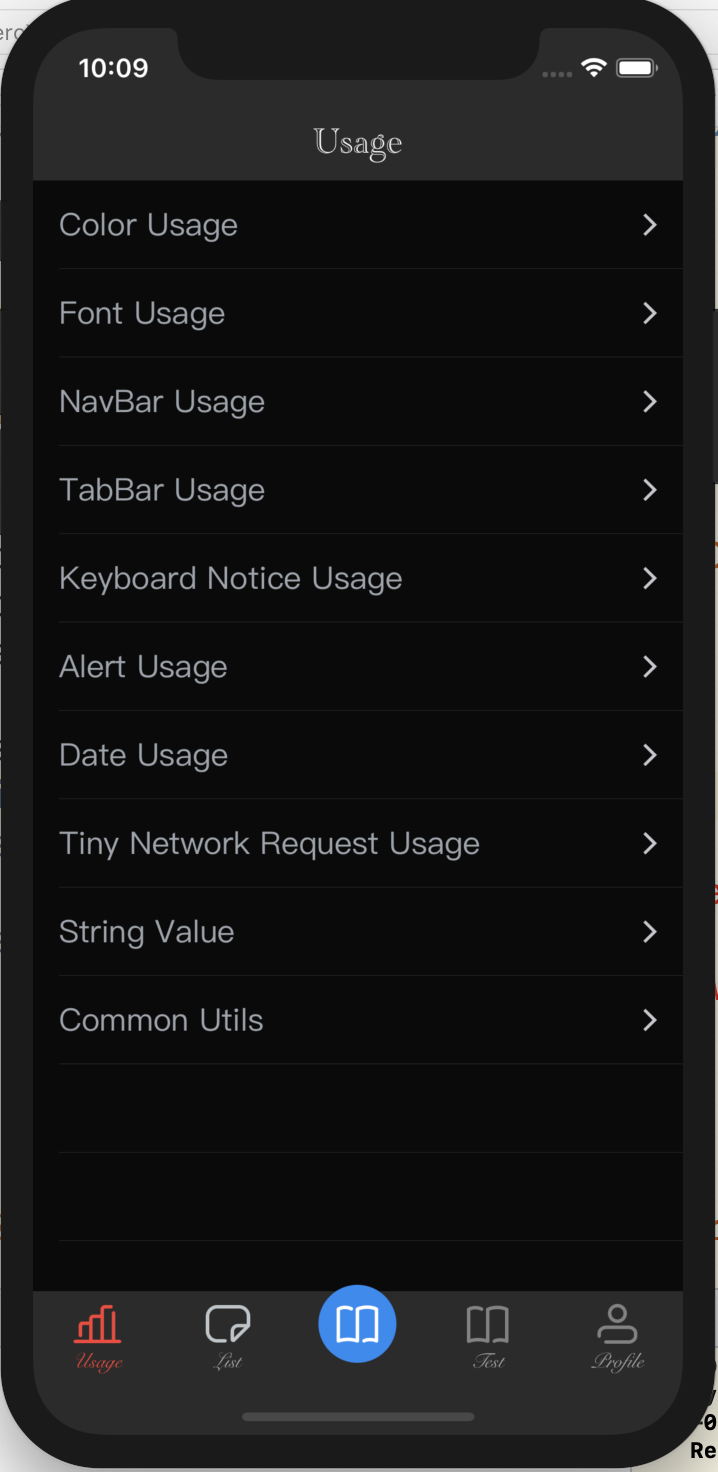 10:09
Usage
Color Usage
Font Usage
NavBar Usage
TabBar Usage
Keyboard Notice Usage
Alert Usage
Date Usage
Tiny Network Request Usage
String Value
Common Utils
Usage
List
Test
Profile
Re